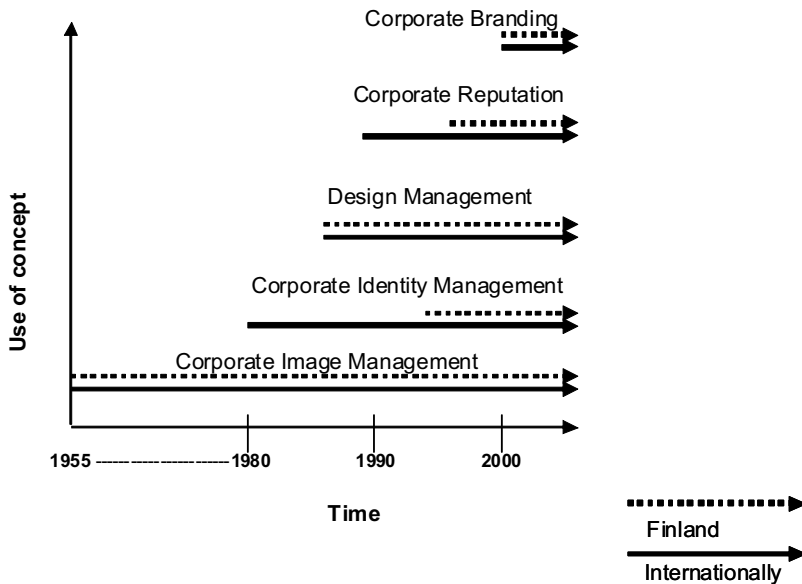 Corporate Branding
Corporate Reputation
Design Management
Corporate Identity Management
Corporate Image Management
Use of concept
1955 ---------------------- 1980 1990 2000
Time
Finland
Internationally